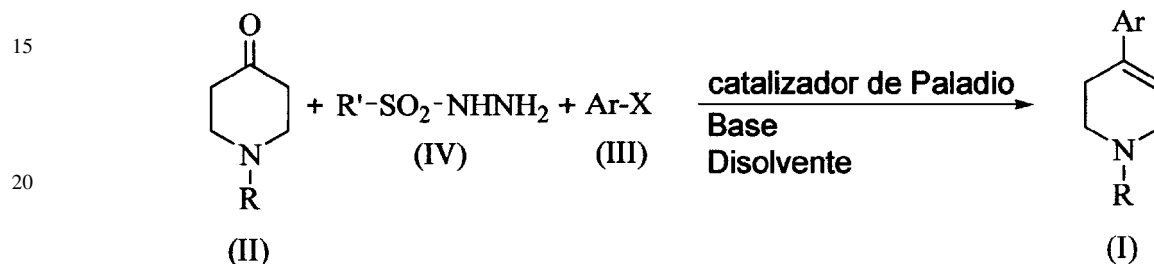 15
20
O
N
R
(II)
+ R'-SO₂-NHNH₂ + Ar-X
(IV)
(III)
catalizador de Paladio
Base
Disolvente
Ar
N
R
(I)